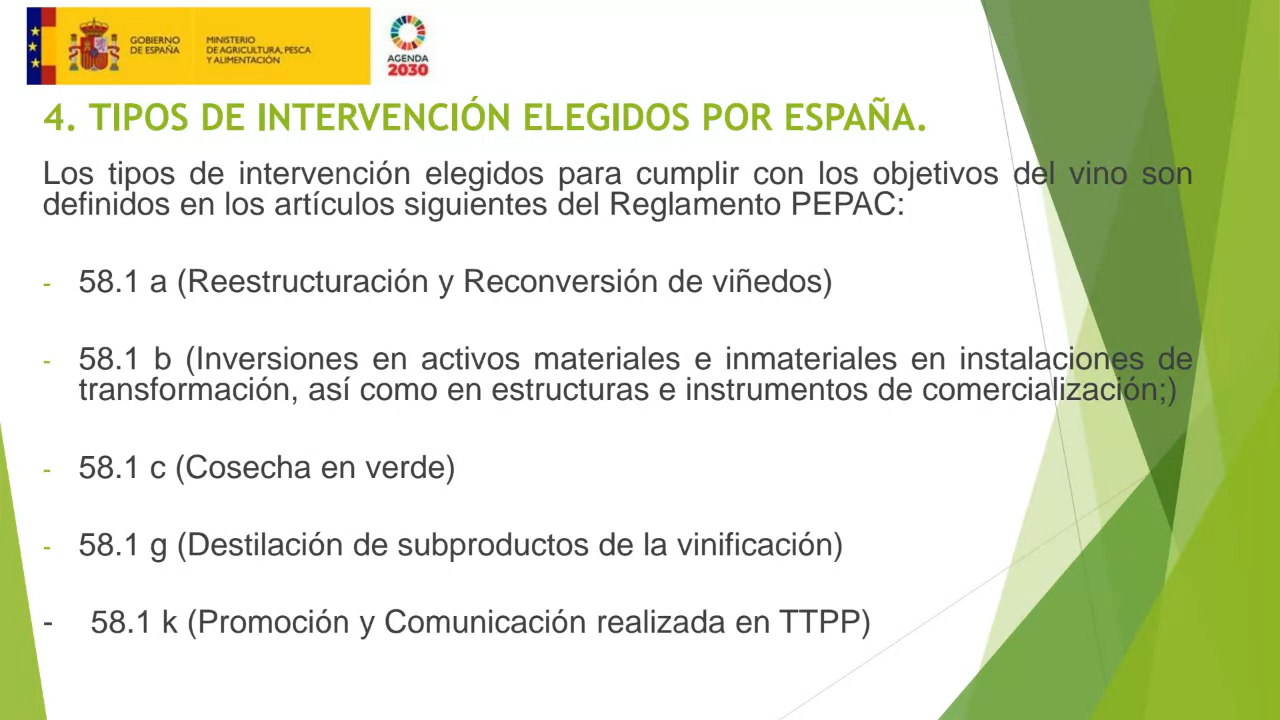 GOBIERNO
DE ESPAÑA
MINISTERIO
DE AGRICULTURA, PESCA
Y ALIMENTACIÓN
AGENDA
2030
4. TIPOS DE INTERVENCIÓN ELEGIDOS POR ESPAÑA.
Los tipos de intervención elegidos para cumplir con los objetivos del vino son
definidos en los artículos siguientes del Reglamento PEPAC:
- 58.1 a (Reestructuración y Reconversión de viñedos)
- 58.1 b (Inversiones en activos materiales e inmateriales en instalaciones de
transformación, así como en estructuras e instrumentos de comercialización;)
- 58.1 c (Cosecha en verde)
- 58.1 g (Destilación de subproductos de la vinificación)
- 58.1 k (Promoción y Comunicación realizada en TTPP)